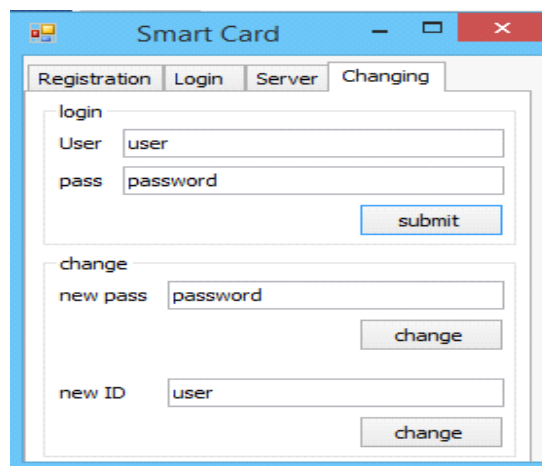 Smart Card
Registration Login Server Changing
login
User user
pass password
submit
change
new pass password
change
new ID user
change